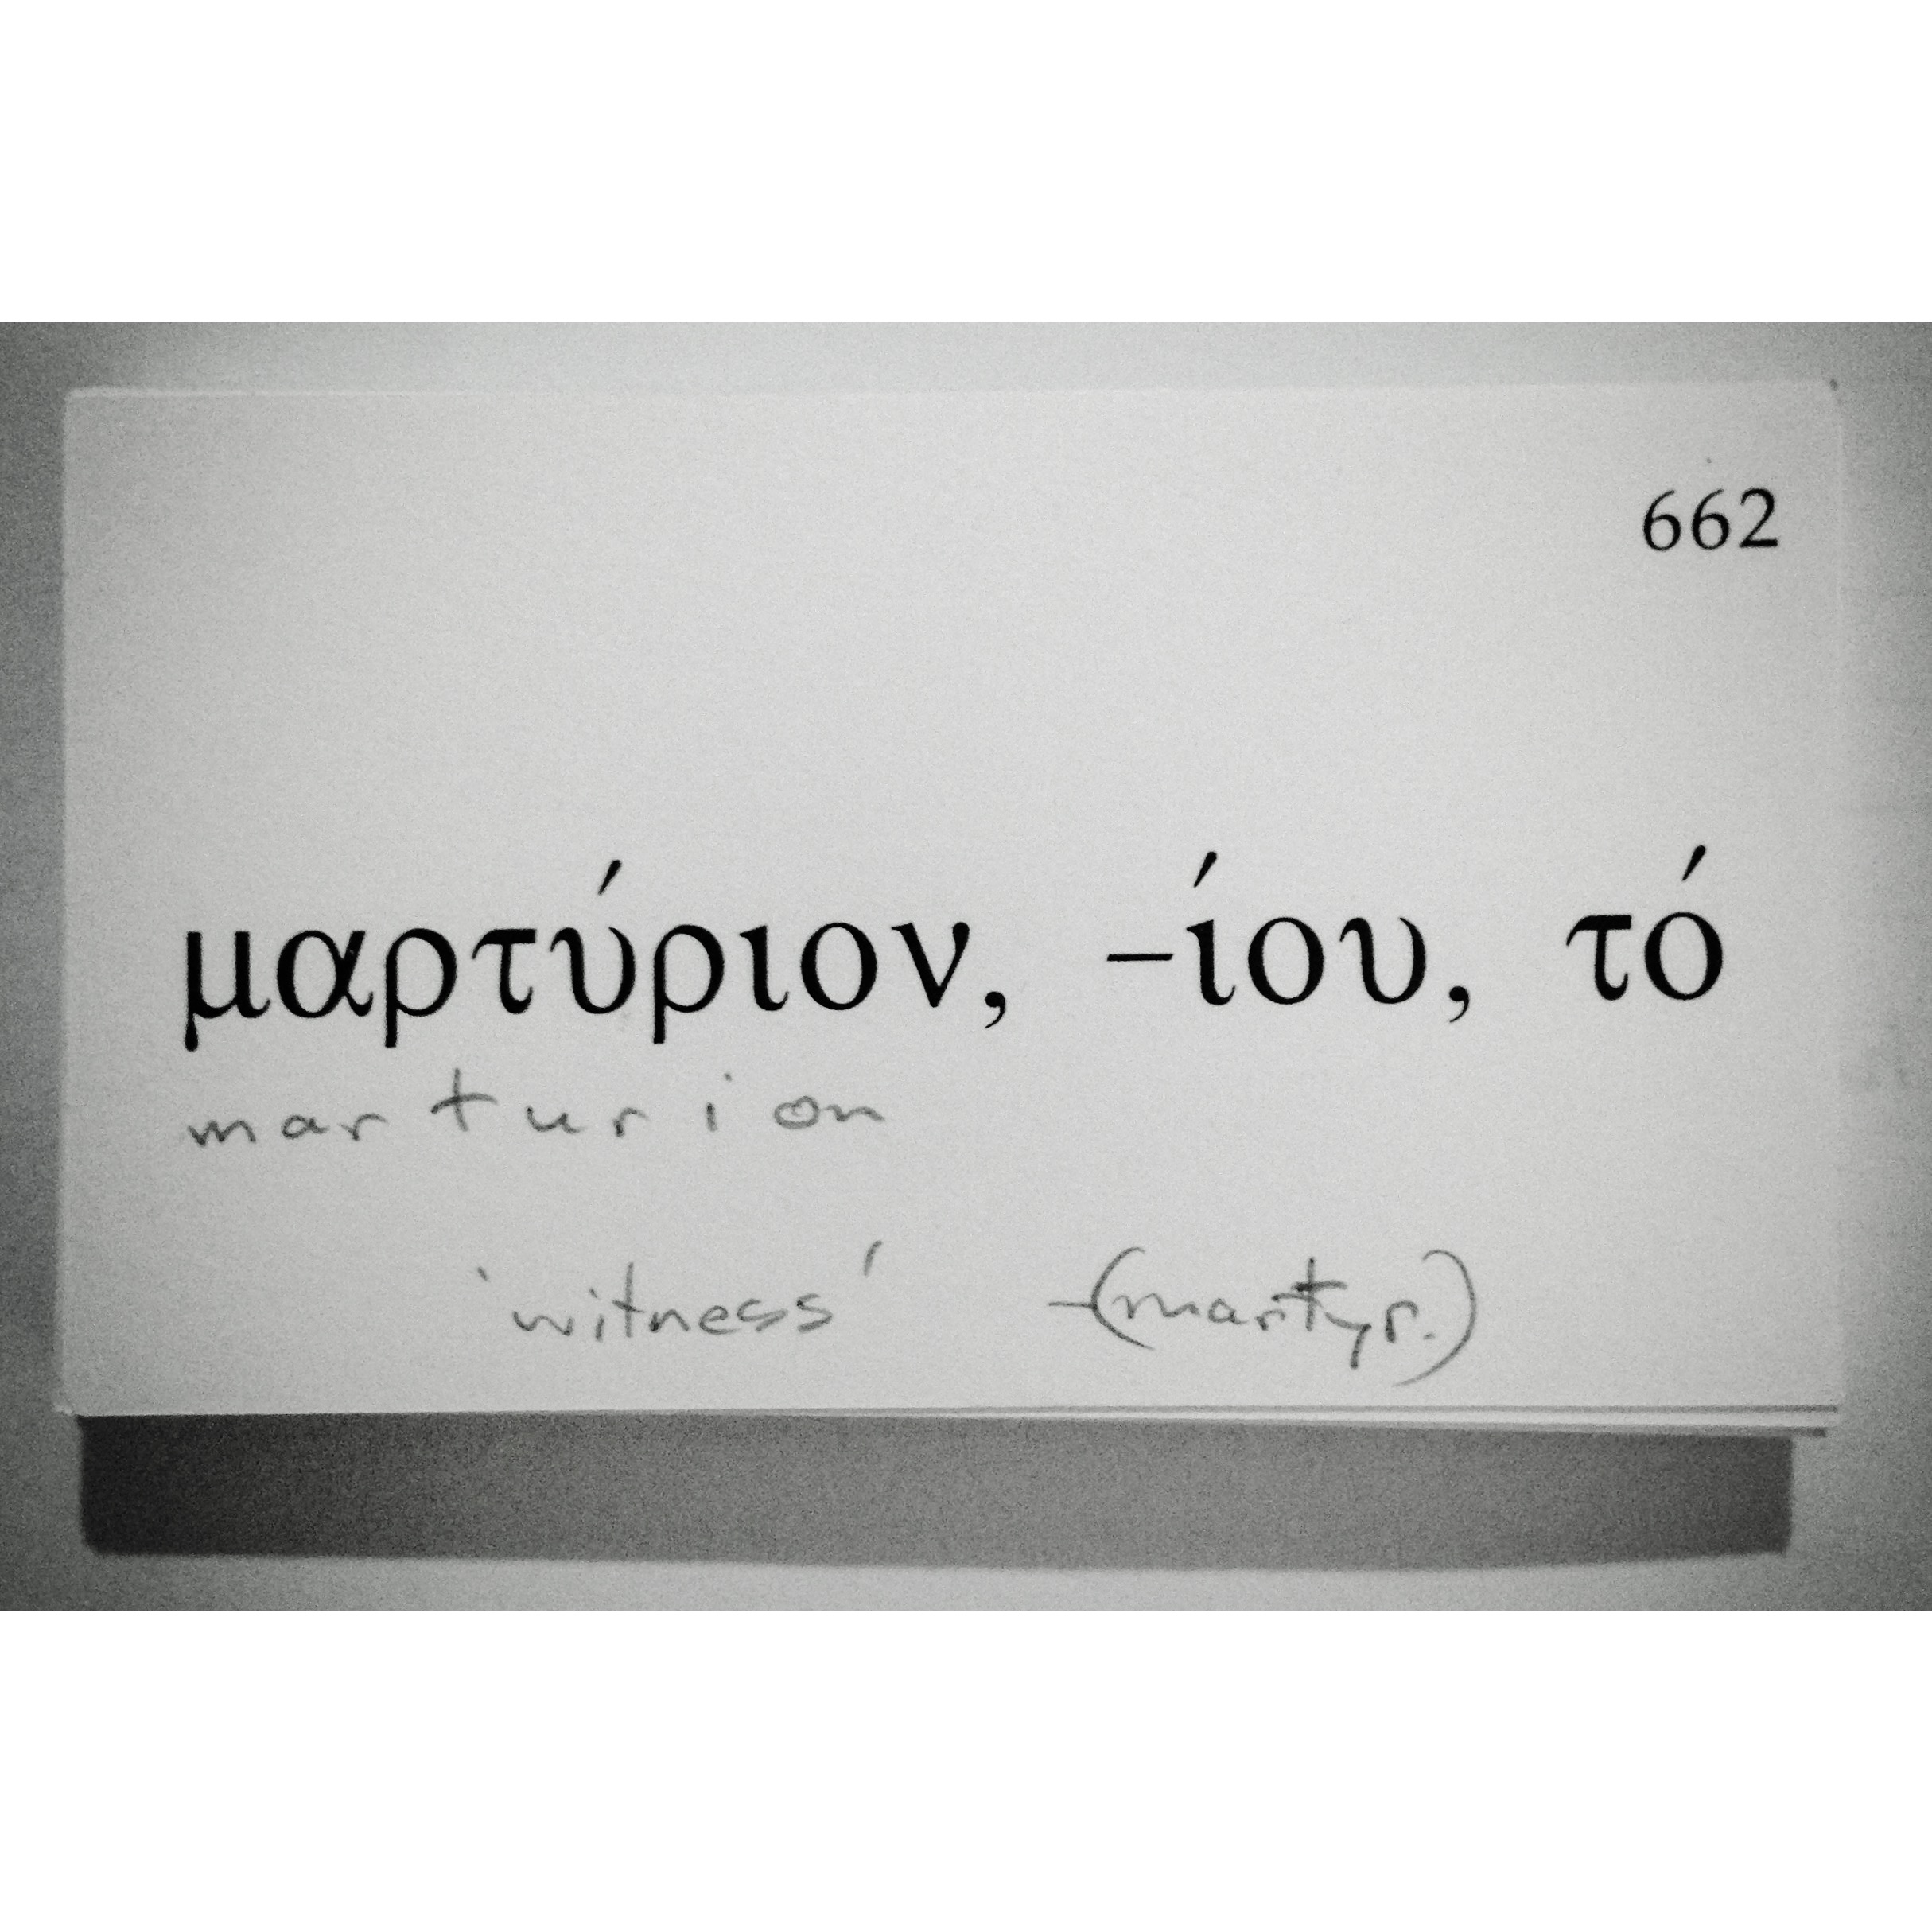 662
μαρτύριον, –ίου, τό
marturion
'witness' -(martyr.)